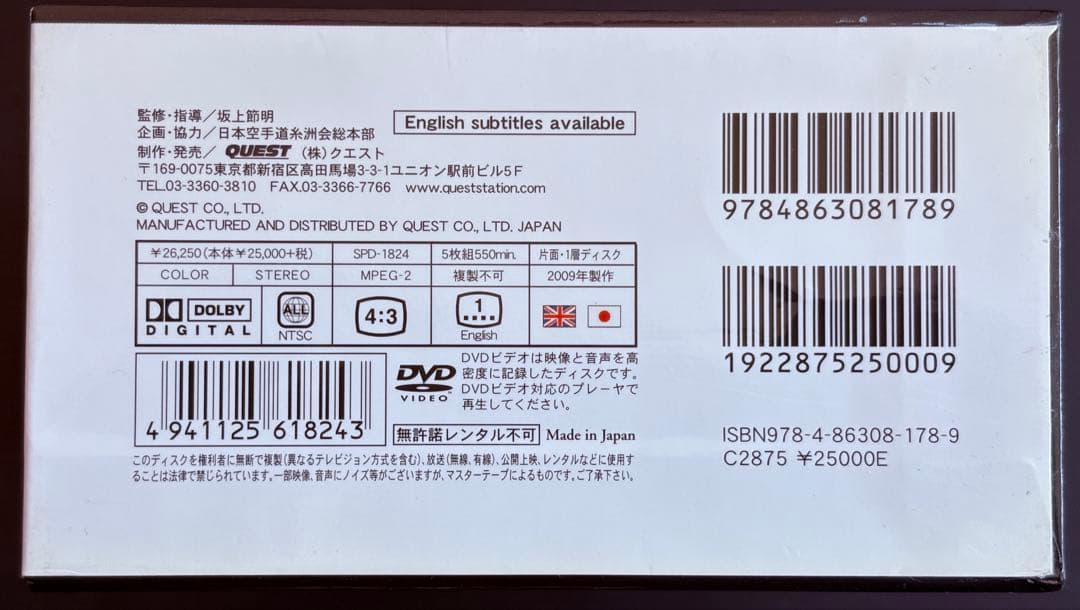 監修・指導／坂上節明
企画・協力／日本空手道糸洲会総本部
制作・発売／ QUEST (株)クエスト
〒169-0075東京都新宿区高田馬場3-3-1ユニオン駅前ビル5F
TEL.03-3360-3810 FAX.03-3366-7766 www.queststation.com
English subtitles available
© QUEST CO., LTD.
MANUFACTURED AND DISTRIBUTED BY QUEST CO., LTD. JAPAN
¥26,250(本体¥25,000+税) SPD-1824 5枚組550min. 片面・1層ディスク
COLOR STEREO MPEG-2 複製不可 2009年製作
DOLBY
DIGITAL
ALL
NTSC
4:3
1
English
4 941125 618243
DVD
VIDEO
DVDビデオは映像と音声を高
密度に記録したディスクです。
DVDビデオ対応のプレーヤで
再生してください。
無許諾レンタル不可 Made in Japan
このディスクを権利者に無断で複製(異なるテレビジョン方式を含む)、放送(無線、有線)、公開上映、レンタルなどに使用す
ることは法律で禁じられています。一部映像、音声にノイズ等がございますが、マスターテープによるものです。ご了承下さい。
9784863081789
1922875250009
ISBN978-4-86308-178-9
C2875 ¥25000E